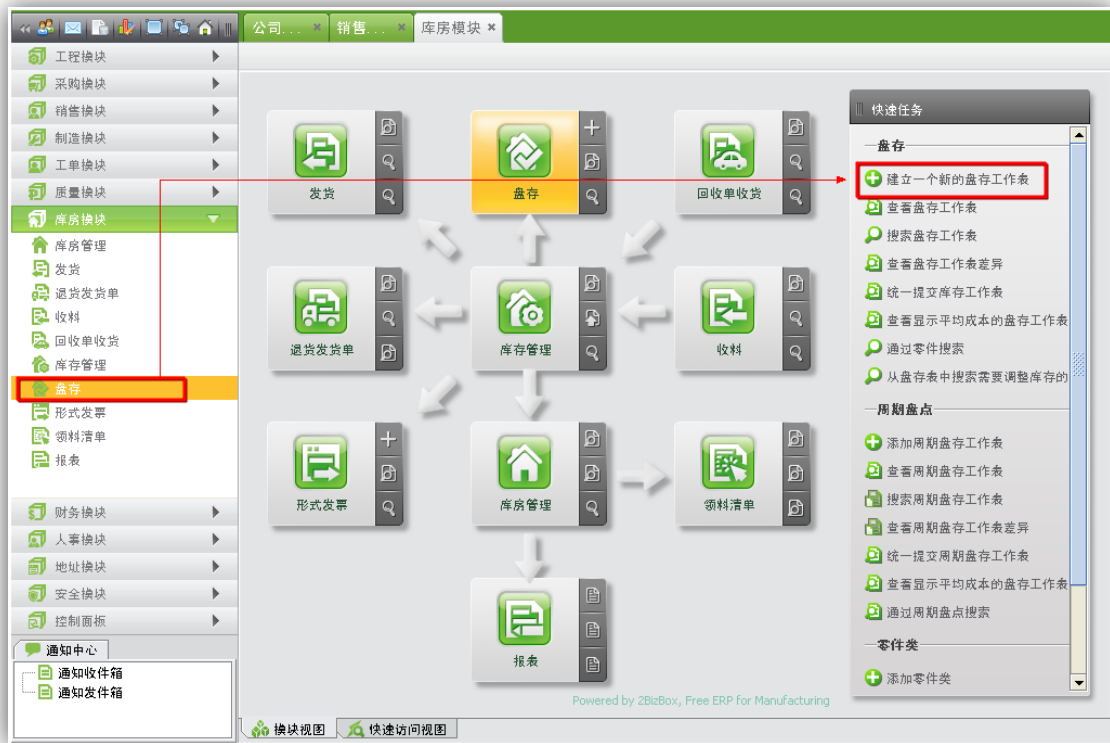 公司...
销售...
库房模块
工程模块
采购模块
销售模块
制造模块
工单模块
质量模块
库房模块
库房管理
发货
退货发货单
收料
回收单收货
库存管理
盘存
形式发票
领料清单
报表
财务模块
人事模块
地址模块
安全模块
控制面板
通知中心
通知收件箱
通知发件箱
发货
盘存
回收单收货
退货发货单
库存管理
收料
形式发票
库房管理
领料清单
报表
Powered by 2BizBox, Free ERP for Manufacturing
模块视图
快速访问视图
快速任务
盘存
建立一个新的盘存工作表
查看盘存工作表
搜索盘存工作表
查看盘存工作表差异
统一提交库存工作表
查看显示平均成本的盘存工作表
通过零件搜索
从盘存表中搜索需要调整库存的
周期盘点
添加周期盘存工作表
查看周期盘存工作表
搜索周期盘存工作表
查看周期盘存工作表差异
统一提交周期盘存工作表
查看显示平均成本的盘存工作表
通过周期盘点搜索
零件类
添加零件类